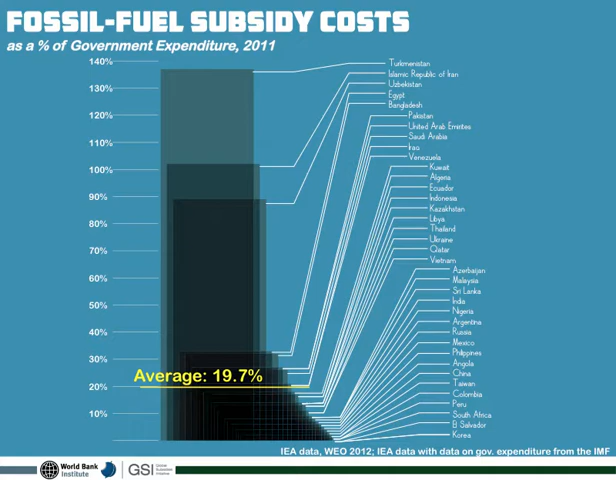 FOSSIL-FUEL SUBSIDY COSTS
as a % of Government Expenditure, 2011
140%
130%
120%
110%
100%
90%
80%
70%
60%
50%
40%
30%
20%
10%
Average: 19.7%
Turkmenistan
Islamic Republic of Iran
Uzbekistan
Egypt
Bangladesh
Pakistan
United Arab Emirites
Saudi Arabia
Iraq
Venezuela
Kuwait
Algeria
Ecuador
Indonesia
Kazakhstan
Libya
Thailand
Ukraine
Qatar
Vietnam
Azerbaijan
Malaysia
Sri Lanka
India
Nigeria
Argentina
Russia
Mexico
Philippines
Angola
China
Taiwan
Colombia
Peru
South Africa
El Salvador
Korea
IEA data, WEO 2012; IEA data with data on gov. expenditure from the IMF
World Bank
Institute
GSI
Global
Subsidies
Initiative